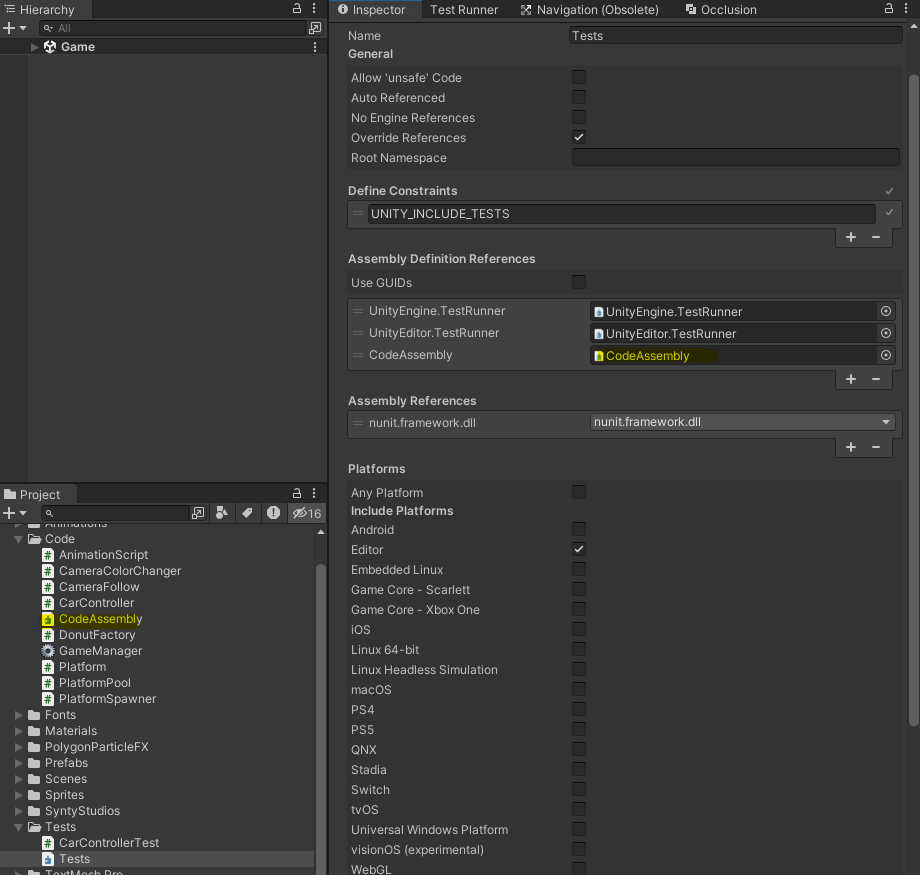 Hierarchy
All
Game
Project
16
Animations
Code
AnimationScript
CameraColorChanger
CameraFollow
CarController
CodeAssembly
DonutFactory
GameManager
Platform
PlatformPool
PlatformSpawner
Fonts
Materials
PolygonParticleFX
Prefabs
Scenes
Sprites
SyntyStudios
Tests
CarControllerTest
Tests
TextMesh Pro
Inspector Test Runner Navigation (Obsolete) Occlusion
Name Tests
General
Allow 'unsafe' Code
Auto Referenced
No Engine References
Override References
Root Namespace
Define Constraints
UNITY_INCLUDE_TESTS
Assembly Definition References
Use GUIDs
UnityEngine.TestRunner UnityEngine.TestRunner
UnityEditor.TestRunner UnityEditor.TestRunner
CodeAssembly CodeAssembly
Assembly References
nunit.framework.dll nunit.framework.dll
Platforms
Any Platform
Include Platforms
Android
Editor
Embedded Linux
Game Core - Scarlett
Game Core - Xbox One
iOS
Linux 64-bit
Linux Headless Simulation
macOS
PS4
PS5
QNX
Stadia
Switch
tvOS
Universal Windows Platform
visionOS (experimental)
WebGL